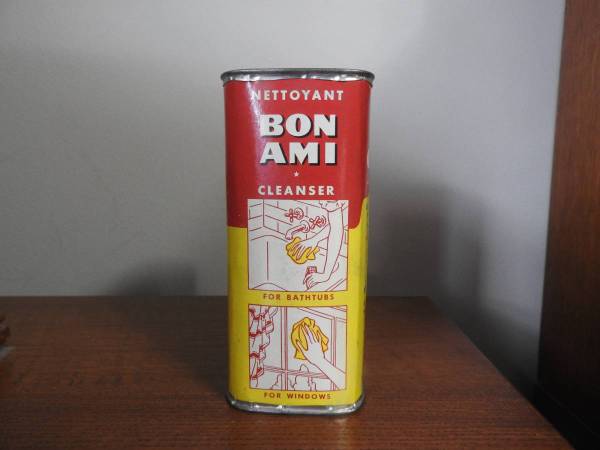 NETTOYANT
BON
AMI
CLEANSER
FOR BATHTUBS
FOR WINDOWS